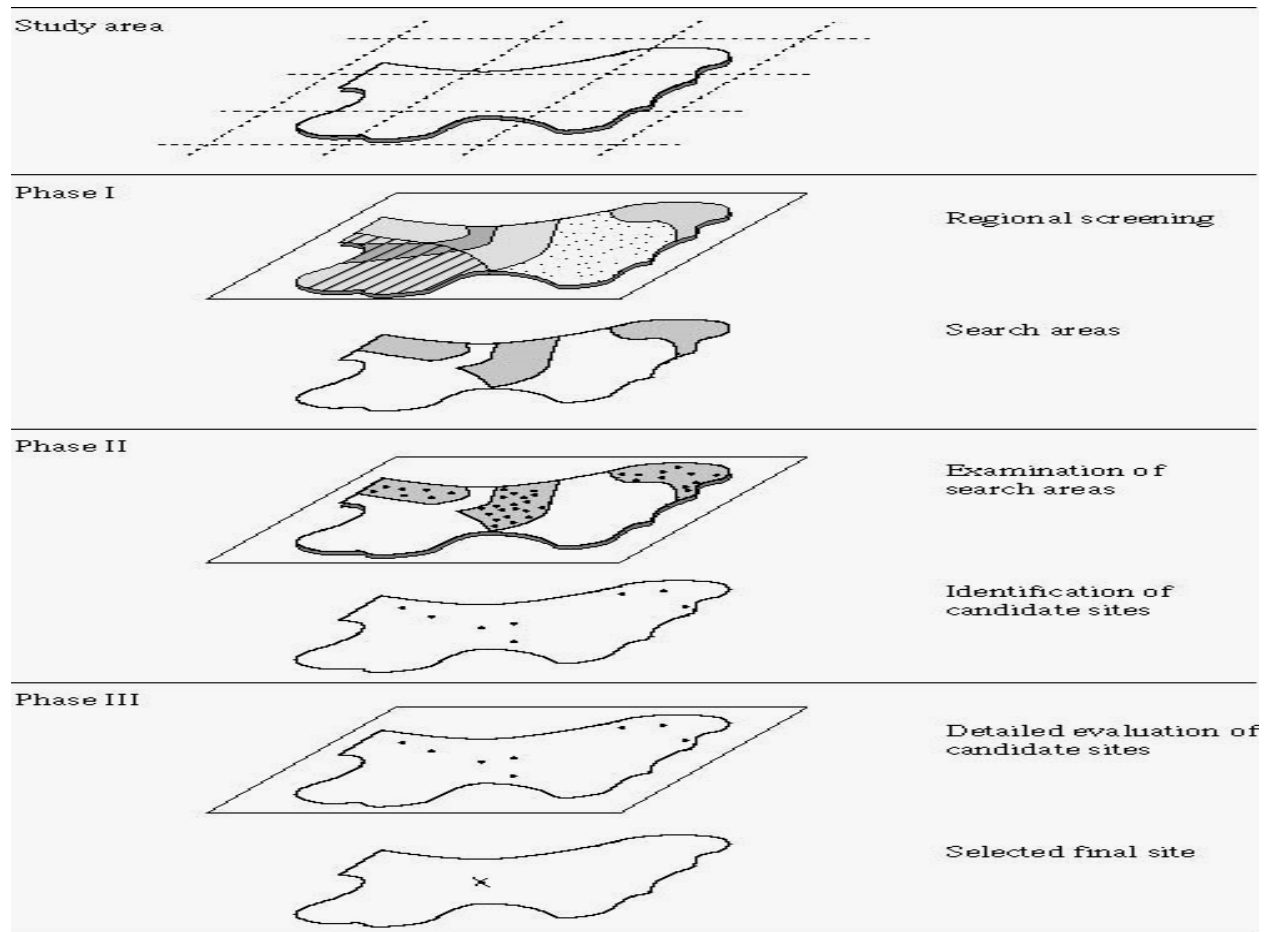 Study area
Phase I
Regional screening
Search areas
Phase II
Examination of
search areas
Identification of
candidate sites
Phase III
Detailed evaluation of
candidate sites
Selected final site